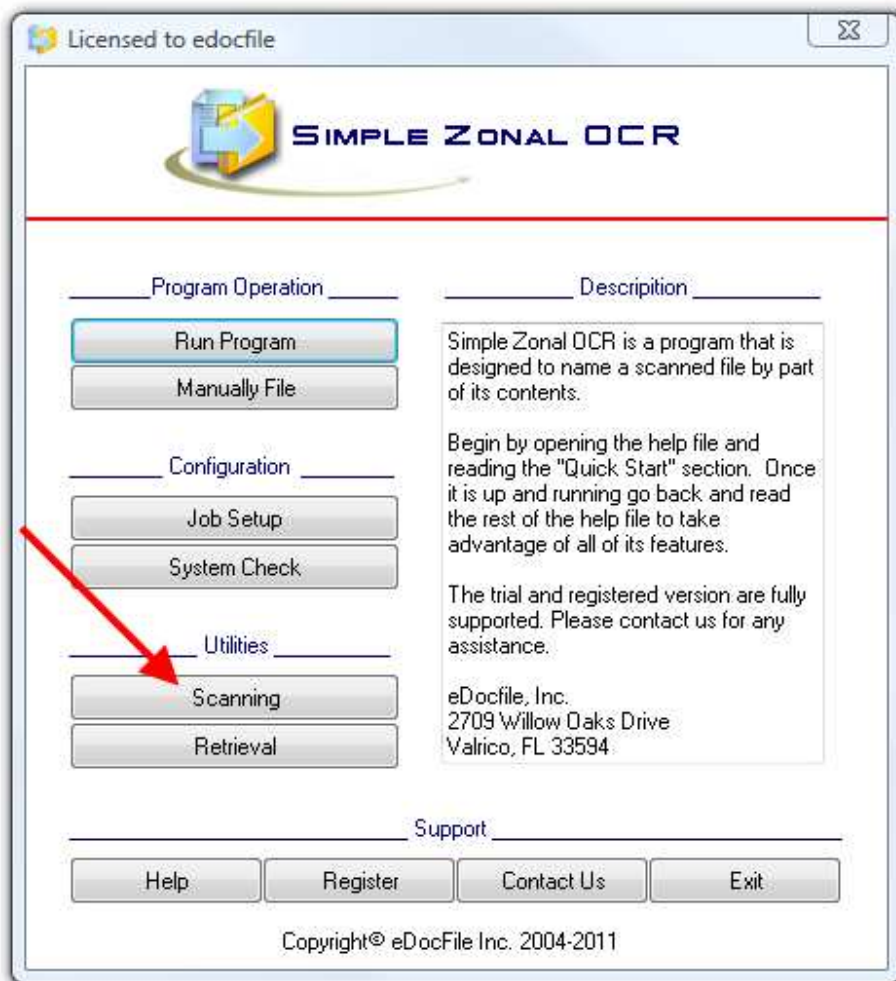 Licensed to edocfile
SIMPLE ZONAL OCR
Program Operation
Run Program
Manually File
Configuration
Job Setup
System Check
Utilities
Scanning
Retrieval
Descripition
Simple Zonal OCR is a program that is
designed to name a scanned file by part
of its contents.
Begin by opening the help file and
reading the "Quick Start" section.  Once
it is up and running go back and read
the rest of the help file to take
advantage of all of its features.
The trial and registered version are fully
supported. Please contact us for any
assistance.
eDocfile, Inc.
2709 Willow Oaks Drive
Valrico, FL 33594
Support
Help
Register
Contact Us
Exit
Copyright© eDocFile Inc. 2004-2011